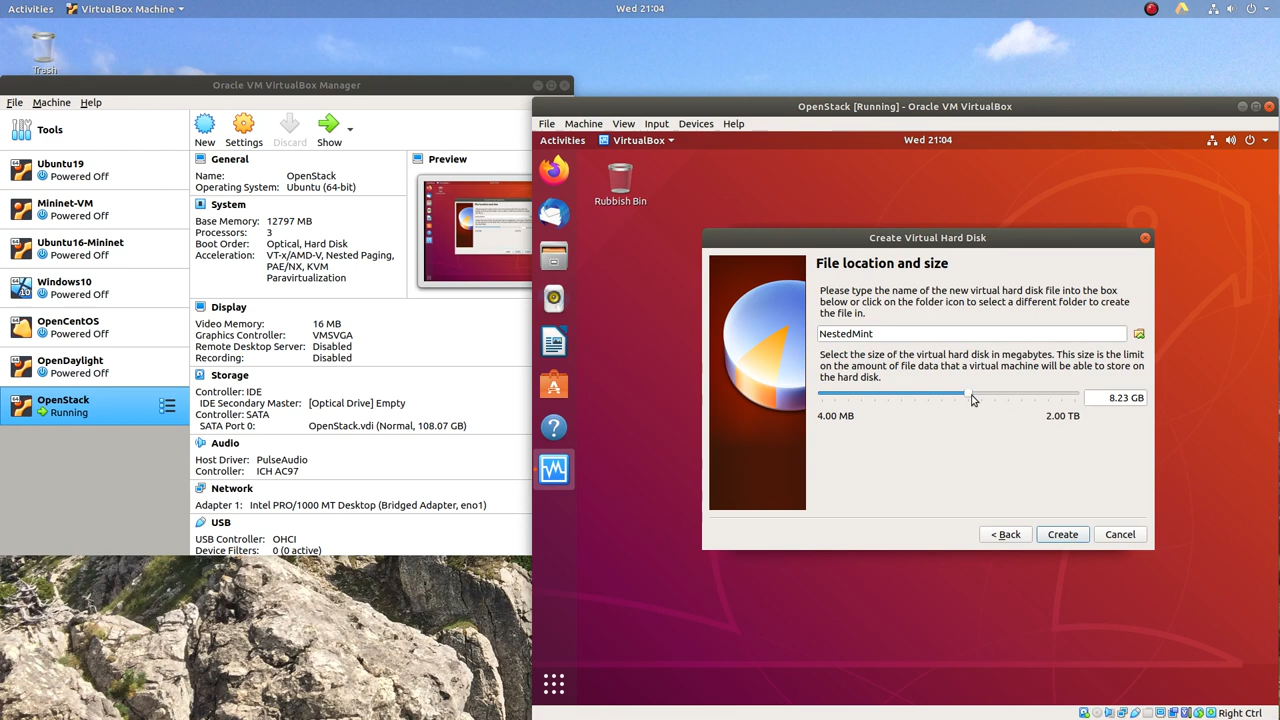 Activities
VirtualBox Machine
Wed 21:04
Trash
Oracle VM VirtualBox Manager
File
Machine
Help
Tools
New
Settings
Discard
Show
Ubuntu19
Powered Off
Mininet-VM
Powered Off
Ubuntu16-Mininet
Powered Off
Windows10
Powered Off
OpenCentOS
Powered Off
OpenDaylight
Powered Off
OpenStack
Running
General
Name: OpenStack
Operating System: Ubuntu (64-bit)
Preview
System
Base Memory: 12797 MB
Processors: 3
Boot Order: Optical, Hard Disk
Acceleration: VT-x/AMD-V, Nested Paging,
PAE/NX, KVM
Paravirtualization
Display
Video Memory: 16 MB
Graphics Controller: VMSVGA
Remote Desktop Server: Disabled
Recording: Disabled
Storage
Controller: IDE
IDE Secondary Master: [Optical Drive] Empty
Controller: SATA
SATA Port 0: OpenStack.vdi (Normal, 108.07 GB)
Audio
Host Driver: PulseAudio
Controller: ICH AC97
Network
Adapter 1: Intel PRO/1000 MT Desktop (Bridged Adapter, eno1)
USB
USB Controller: OHCI
Device Filters: 0 (0 active)
OpenStack [Running] - Oracle VM VirtualBox
File
Machine
View
Input
Devices
Help
Activities
VirtualBox
Wed 21:04
Rubbish Bin
Create Virtual Hard Disk
File location and size
Please type the name of the new virtual hard disk file into the box
below or click on the folder icon to select a different folder to create
the file in.
NestedMint
Select the size of the virtual hard disk in megabytes. This size is the limit
on the amount of file data that a virtual machine will be able to store on
the hard disk.
8.23 GB
4.00 MB
2.00 TB
< Back
Create
Cancel
Right Ctrl